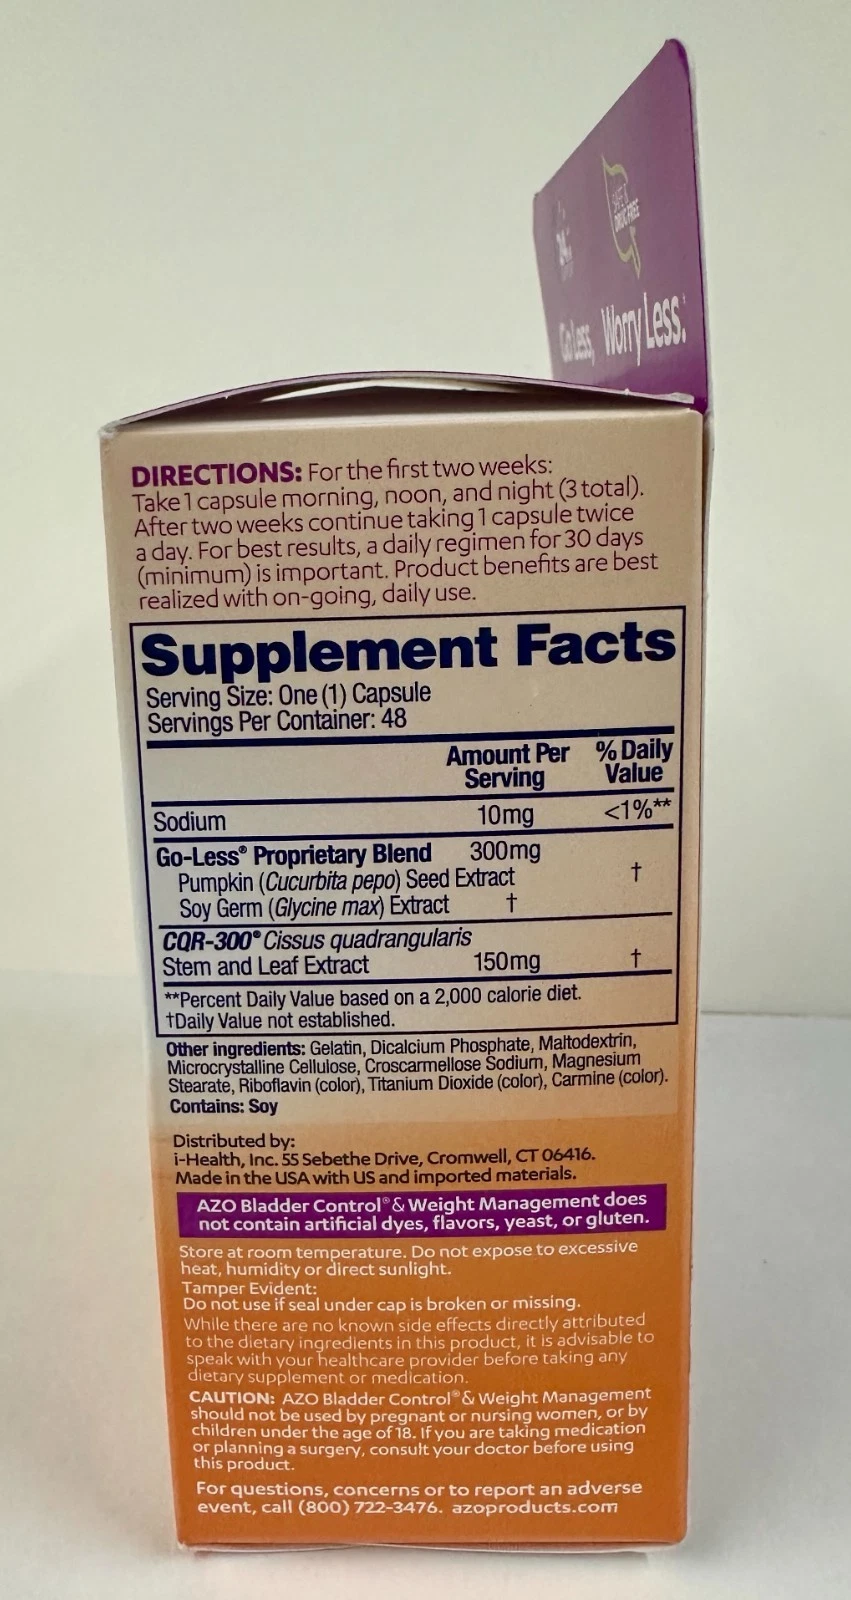 SAFE &
DRUG FREE
24
Go Less, Worry Less.†
DIRECTIONS: For the first two weeks:
Take 1 capsule morning, noon, and night (3 total).
After two weeks continue taking 1 capsule twice
a day. For best results, a daily regimen for 30 days
(minimum) is important. Product benefits are best
realized with on-going, daily use.
Supplement Facts
Serving Size: One (1) Capsule
Servings Per Container: 48
Amount Per % Daily
Serving Value
Sodium 10mg <1%**
Go-Less® Proprietary Blend 300mg
Pumpkin (Cucurbita pepo) Seed Extract †
Soy Germ (Glycine max) Extract †
CQR-300® Cissus quadrangularis
Stem and Leaf Extract 150mg †
**Percent Daily Value based on a 2,000 calorie diet.
†Daily Value not established.
Other ingredients: Gelatin, Dicalcium Phosphate, Maltodextrin,
Microcrystalline Cellulose, Croscarmellose Sodium, Magnesium
Stearate, Riboflavin (color), Titanium Dioxide (color), Carmine (color).
Contains: Soy
Distributed by:
i-Health, Inc. 55 Sebethe Drive, Cromwell, CT 06416.
Made in the USA with US and imported materials.
AZO Bladder Control® & Weight Management does
not contain artificial dyes, flavors, yeast, or gluten.
Store at room temperature. Do not expose to excessive
heat, humidity or direct sunlight.
Tamper Evident:
Do not use if seal under cap is broken or missing.
While there are no known side effects directly attributed
to the dietary ingredients in this product, it is advisable to
speak with your healthcare provider before taking any
dietary supplement or medication.
CAUTION: AZO Bladder Control® & Weight Management
should not be used by pregnant or nursing women, or by
children under the age of 18. If you are taking medication
or planning a surgery, consult your doctor before using
this product.
For questions, concerns or to report an adverse
event, call (800) 722-3476. azoproducts.com